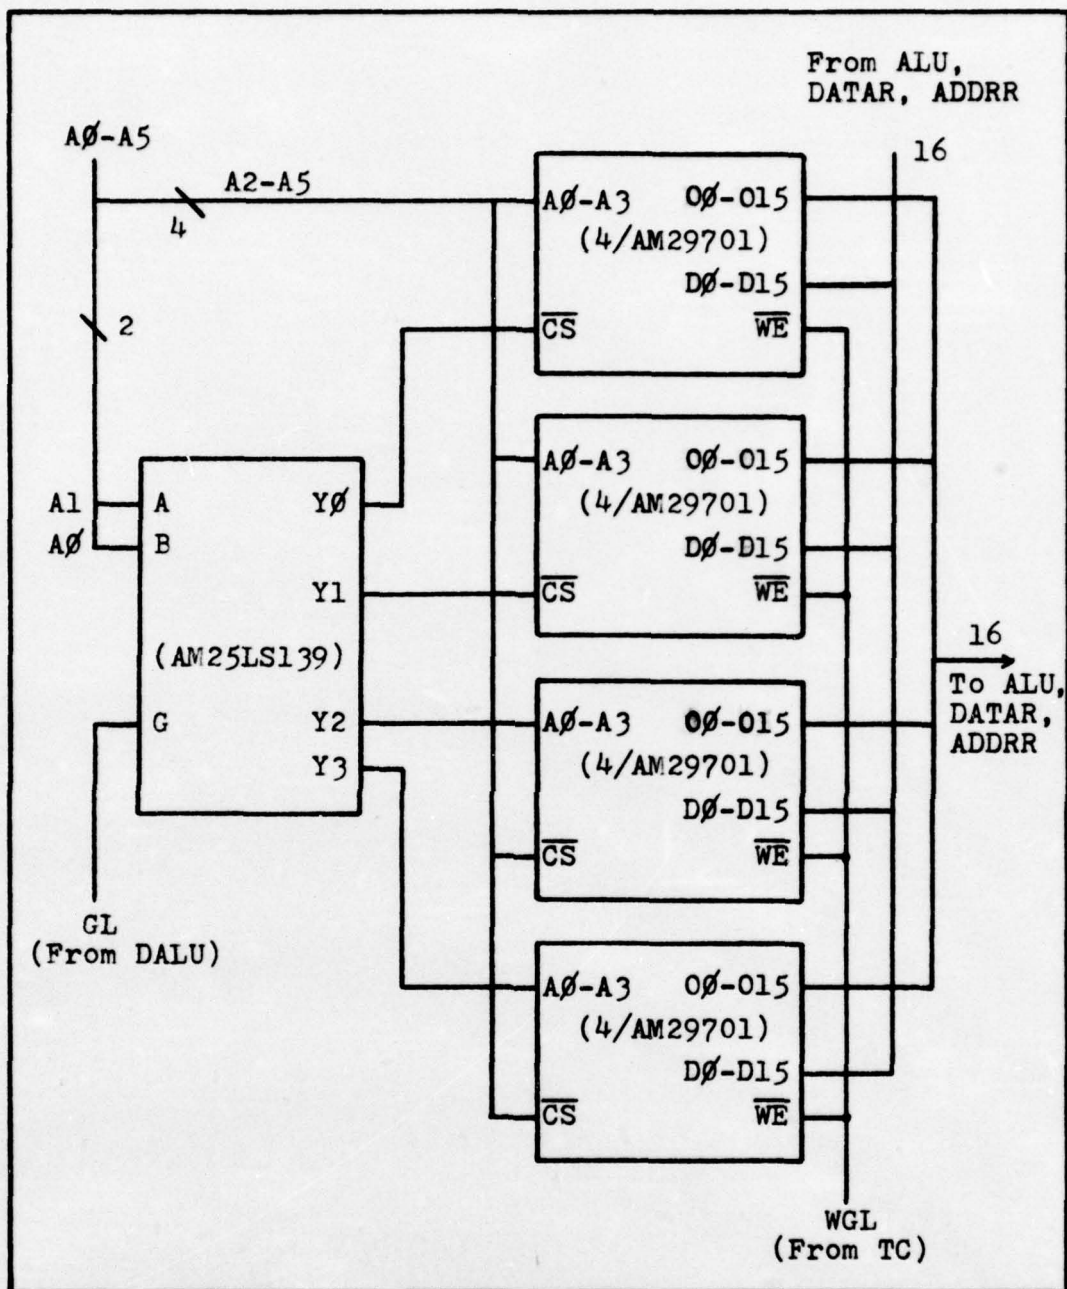 From ALU,
DATAR, ADDRR
16
AØ-A5
A2-A5
4
2
AØ-A3 OØ-O15
(4/AM29701)
DØ-D15
CS WE
AØ-A3 OØ-O15
(4/AM29701)
DØ-D15
CS WE
A1 A YØ
AØ B
Y1
(AM25LS139)
G Y2
Y3
16
To ALU,
DATAR,
ADDRR
AØ-A3 OØ-O15
(4/AM29701)
DØ-D15
CS WE
GL
(From DALU)
AØ-A3 OØ-O15
(4/AM29701)
DØ-D15
CS WE
WGL
(From TC)